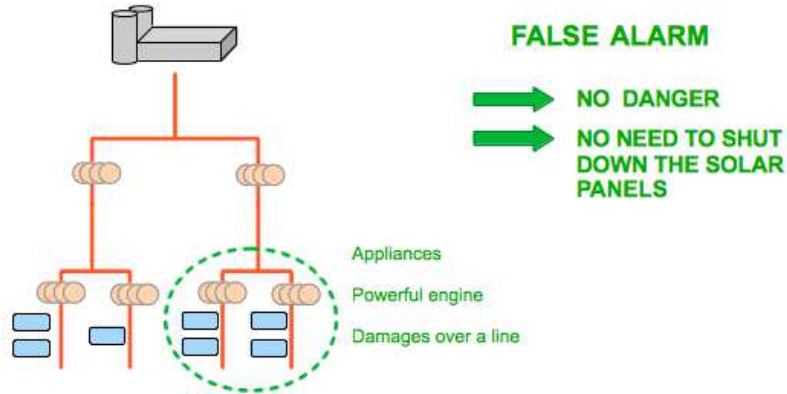 FALSE ALARM
NO DANGER
NO NEED TO SHUT
DOWN THE SOLAR
PANELS
Appliances
Powerful engine
Damages over a line